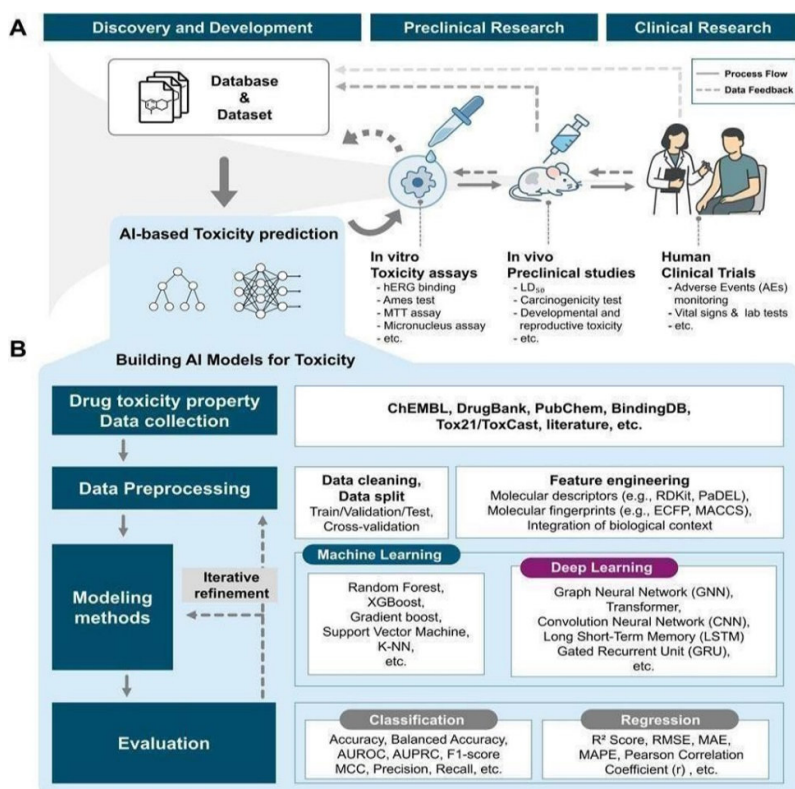 A
Discovery and Development
Preclinical Research
Clinical Research
Database
&
Dataset
Process Flow
Data Feedback
AI-based Toxicity prediction
In vitro
Toxicity assays
- hERG binding
- Ames test
- MTT assay
- Micronucleus assay
- etc.
In vivo
Preclinical studies
- LD₅₀
- Carcinogenicity test
- Developmental and
reproductive toxicity
- etc.
Human
Clinical Trials
- Adverse Events (AEs)
monitoring
- Vital signs & lab tests
- etc.
B
Building AI Models for Toxicity
Drug toxicity property
Data collection
ChEMBL, DrugBank, PubChem, BindingDB,
Tox21/ToxCast, literature, etc.
Data Preprocessing
Data cleaning,
Data split
Train/Validation/Test,
Cross-validation
Feature engineering
Molecular descriptors (e.g., RDKit, PaDEL),
Molecular fingerprints (e.g., ECFP, MACCS),
Integration of biological context
Modeling
methods
Iterative
refinement
Machine Learning
Random Forest,
XGBoost,
Gradient boost,
Support Vector Machine,
K-NN,
etc.
Deep Learning
Graph Neural Network (GNN),
Transformer,
Convolution Neural Network (CNN),
Long Short-Term Memory (LSTM)
Gated Recurrent Unit (GRU),
etc.
Evaluation
Classification
Accuracy, Balanced Accuracy,
AUROC, AUPRC, F1-score
MCC, Precision, Recall, etc.
Regression
R² Score, RMSE, MAE,
MAPE, Pearson Correlation
Coefficient (r) , etc.